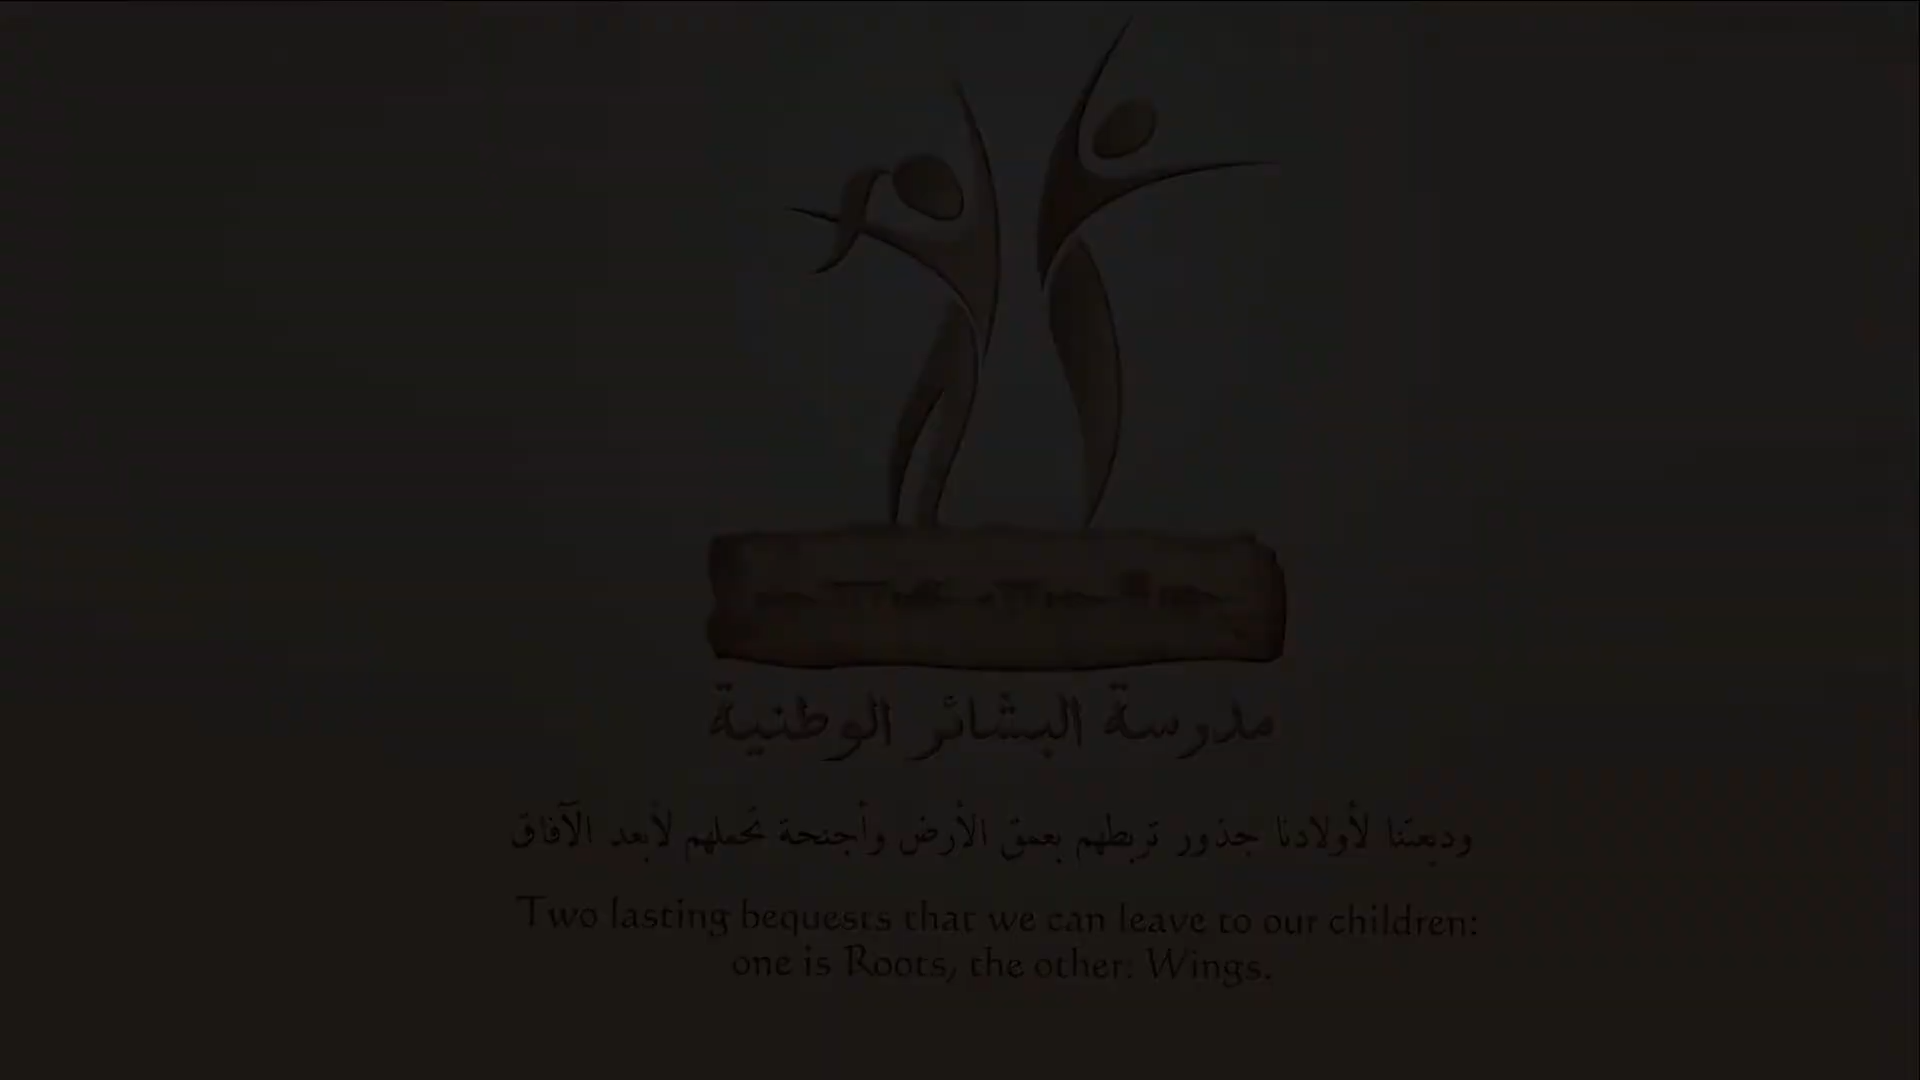 مدرسة البشائر الوطنية
وديعتنا لأولادنا جذور تربطهم بعمق الأرض وأجنحة تحملهم لأبعد الآفاق
Two lasting bequests that we can leave to our children:
one is Roots, the other: Wings.